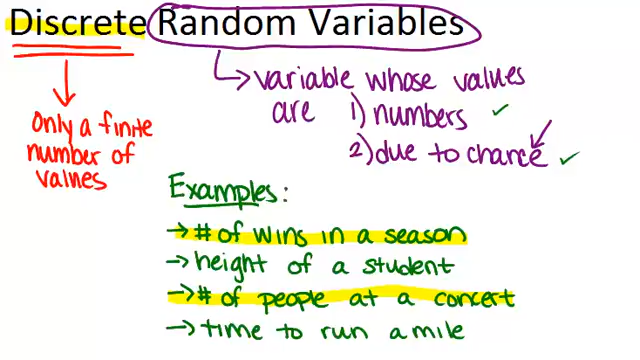 Discrete Random Variables
→ variable whose values
are 1) numbers ✓
2) due to chance ✓
Only a finite
number of
values
Examples:
→ # of wins in a season
→ height of a student
→ # of people at a concert
→ time to run a mile